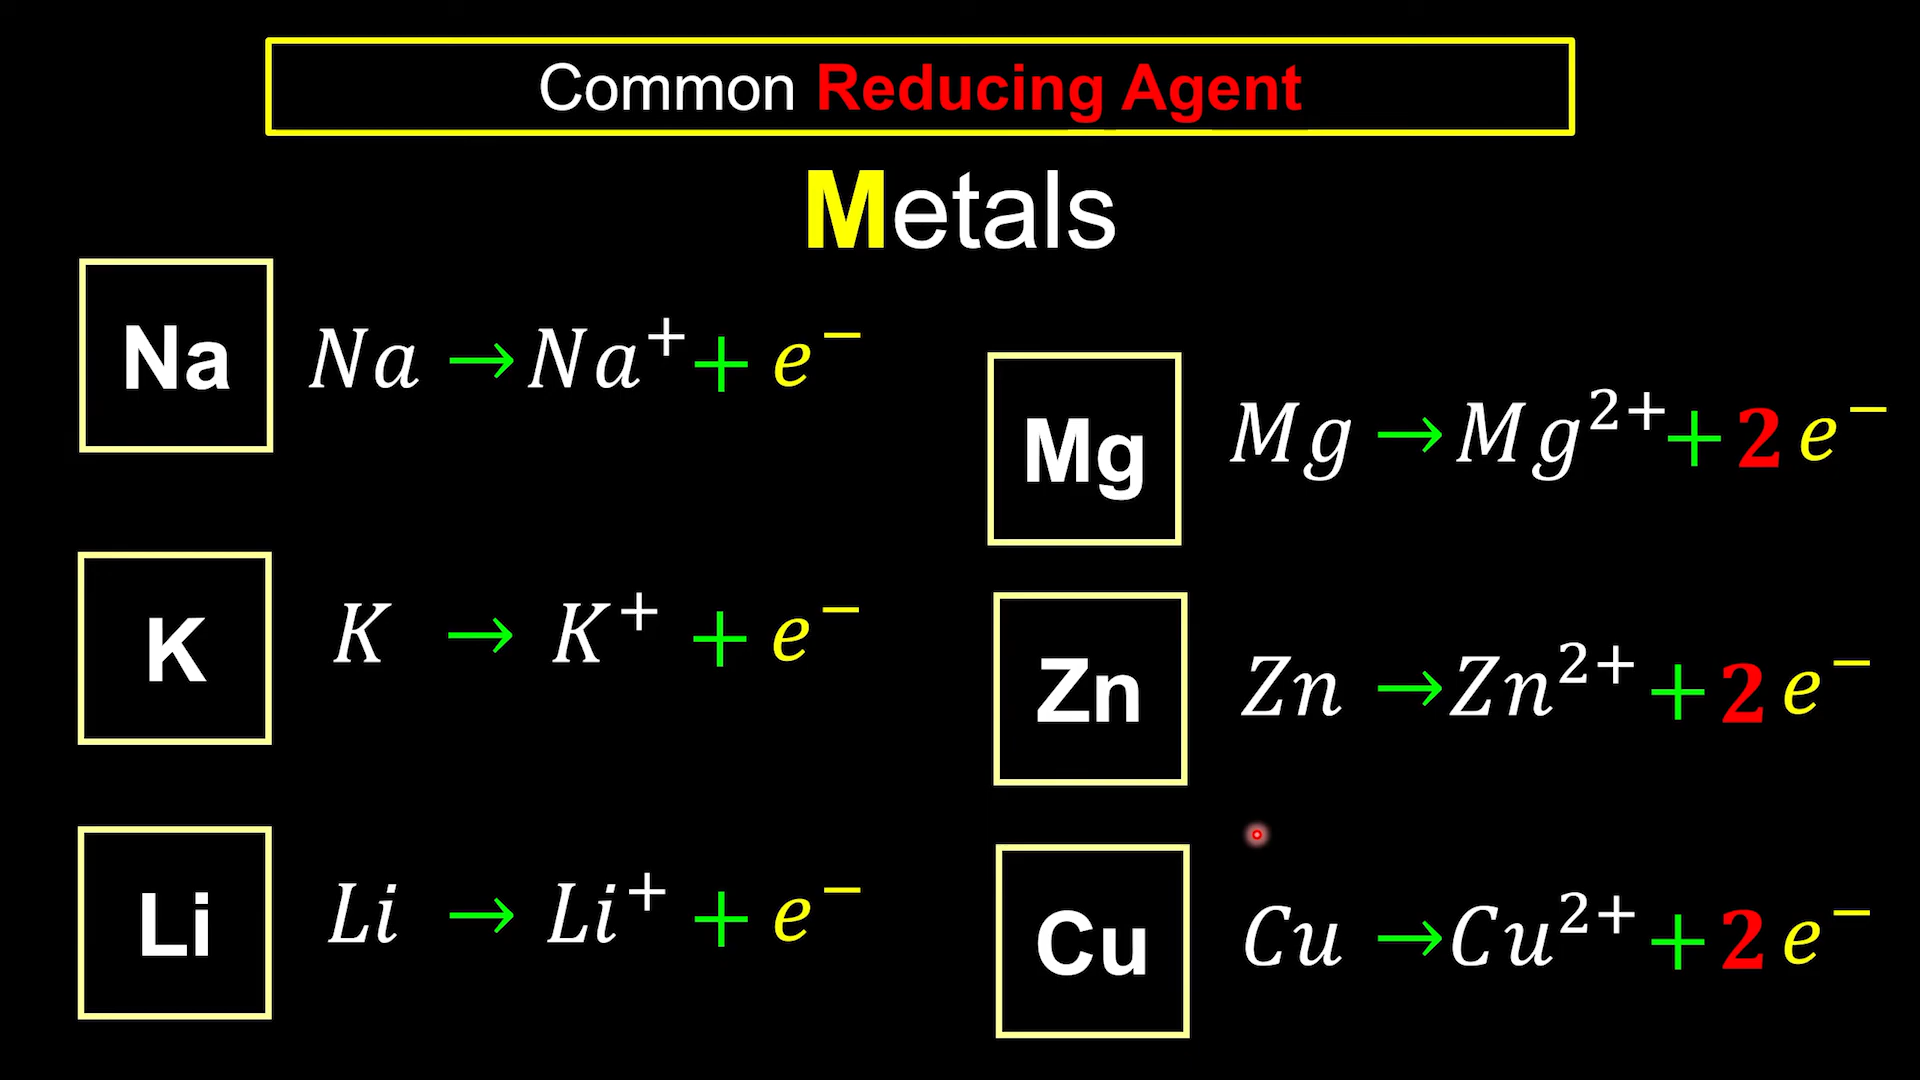 Common Reducing Agent
Metals
Na
Na → Na⁺ + e⁻
K
K → K⁺ + e⁻
Li
Li → Li⁺ + e⁻
Mg
Mg → Mg²⁺ + 2 e⁻
Zn
Zn → Zn²⁺ + 2 e⁻
Cu
Cu → Cu²⁺ + 2 e⁻